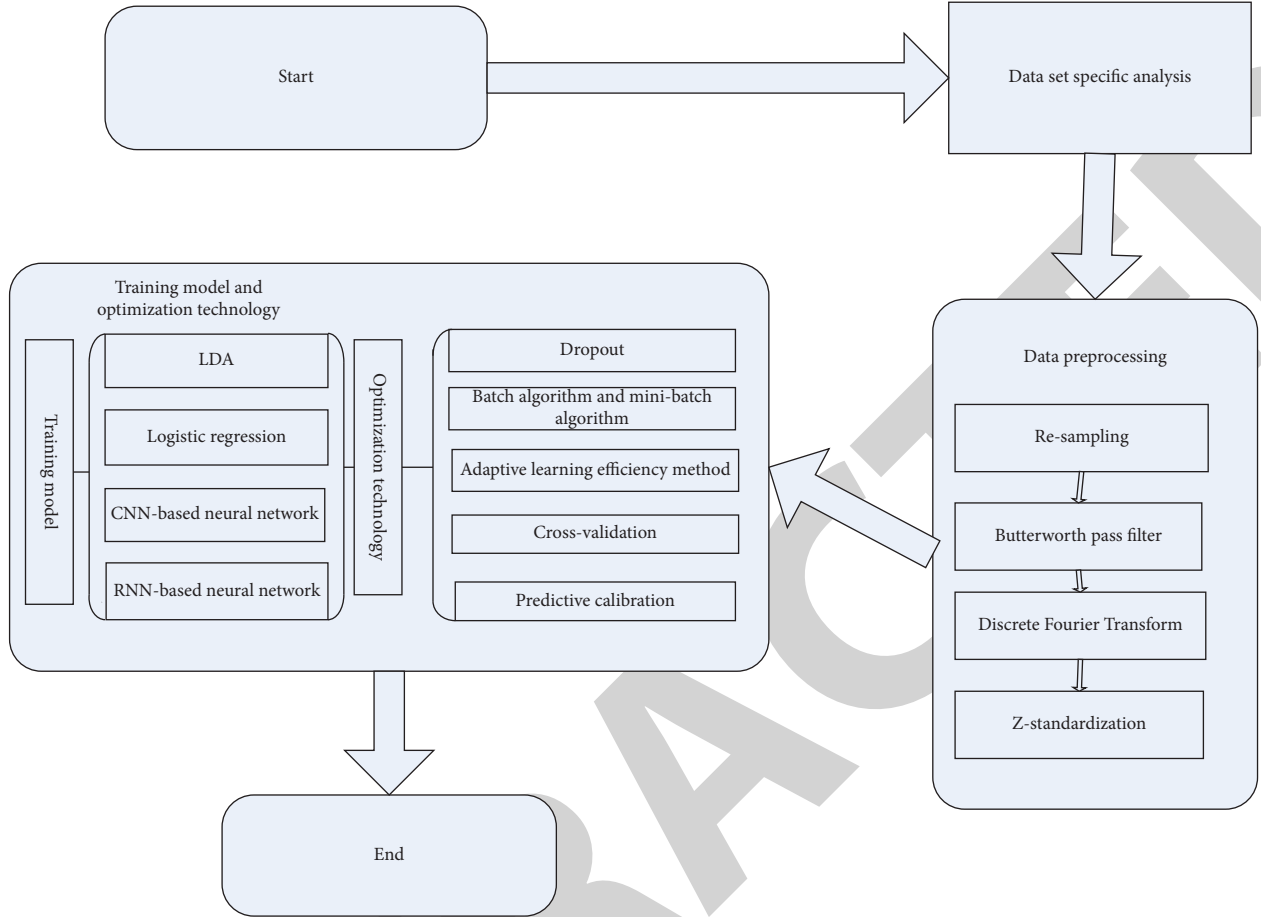 Start
Data set specific analysis
Data preprocessing
Re-sampling
Butterworth pass filter
Discrete Fourier Transform
Z-standardization
Training model and
optimization technology
Training model
LDA
Logistic regression
CNN-based neural network
RNN-based neural network
Optimization technology
Dropout
Batch algorithm and mini-batch
algorithm
Adaptive learning efficiency method
Cross-validation
Predictive calibration
End